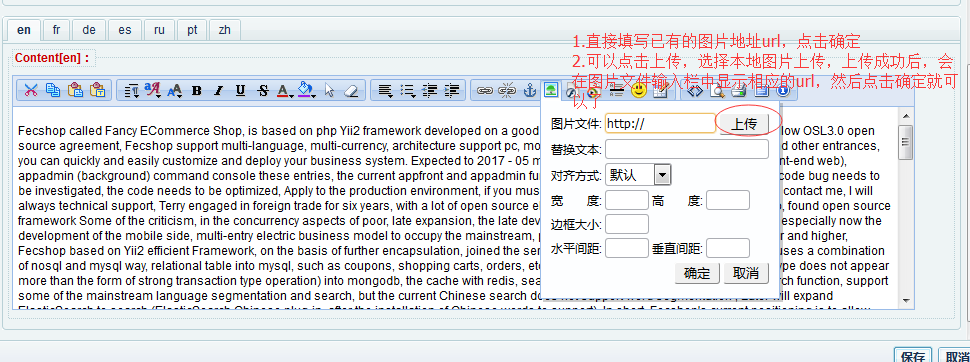 en fr de es ru pt zh
Content[en]：
1.直接填写已有的图片地址url，点击确定
2.可以点击上传，选择本地图片上传，上传成功后，会
在图片文件输入栏中显示相应的url，然后点击确定就可
以了
Fecshop called Fancy ECommerce Shop, is based on php Yii2 framework developed on a good
low OSL3.0 open
source agreement, Fecshop support multi-language, multi-currency, architecture support pc, mo
nd other entrances,
you can quickly and easily customize and deploy your business system. Expected to 2017 - 05 m
nt-end web),
appadmin (background) command console these entries, the current appfront and appadmin fu
code bug needs to
be investigated, the code needs to be optimized, Apply to the production environment, if you mus
contact me, I will
always technical support, Terry engaged in foreign trade for six years, with a lot of open source e
, found open source
framework Some of the criticism, in the concurrency aspects of poor, late expansion, the late dev
especially now the
development of the mobile side, multi-entry electric business model to occupy the mainstream, p
r and higher,
Fecshop based on Yii2 efficient Framework, on the basis of further encapsulation, joined the ser
uses a combination
of nosql and mysql way, relational table into mysql, such as coupons, shopping carts, orders, etc
ype does not appear
more than the form of strong transaction type operation) into mongodb, the cache with redis, sea
rch function, support
some of the mainstream language segmentation and search, but the current Chinese search does not support word segmentation
will expand
图片文件: http:// 上传
替换文本:
对齐方式: 默认
宽 度: 高 度:
边框大小:
水平间距: 垂直间距:
确定 取消
保存 取消